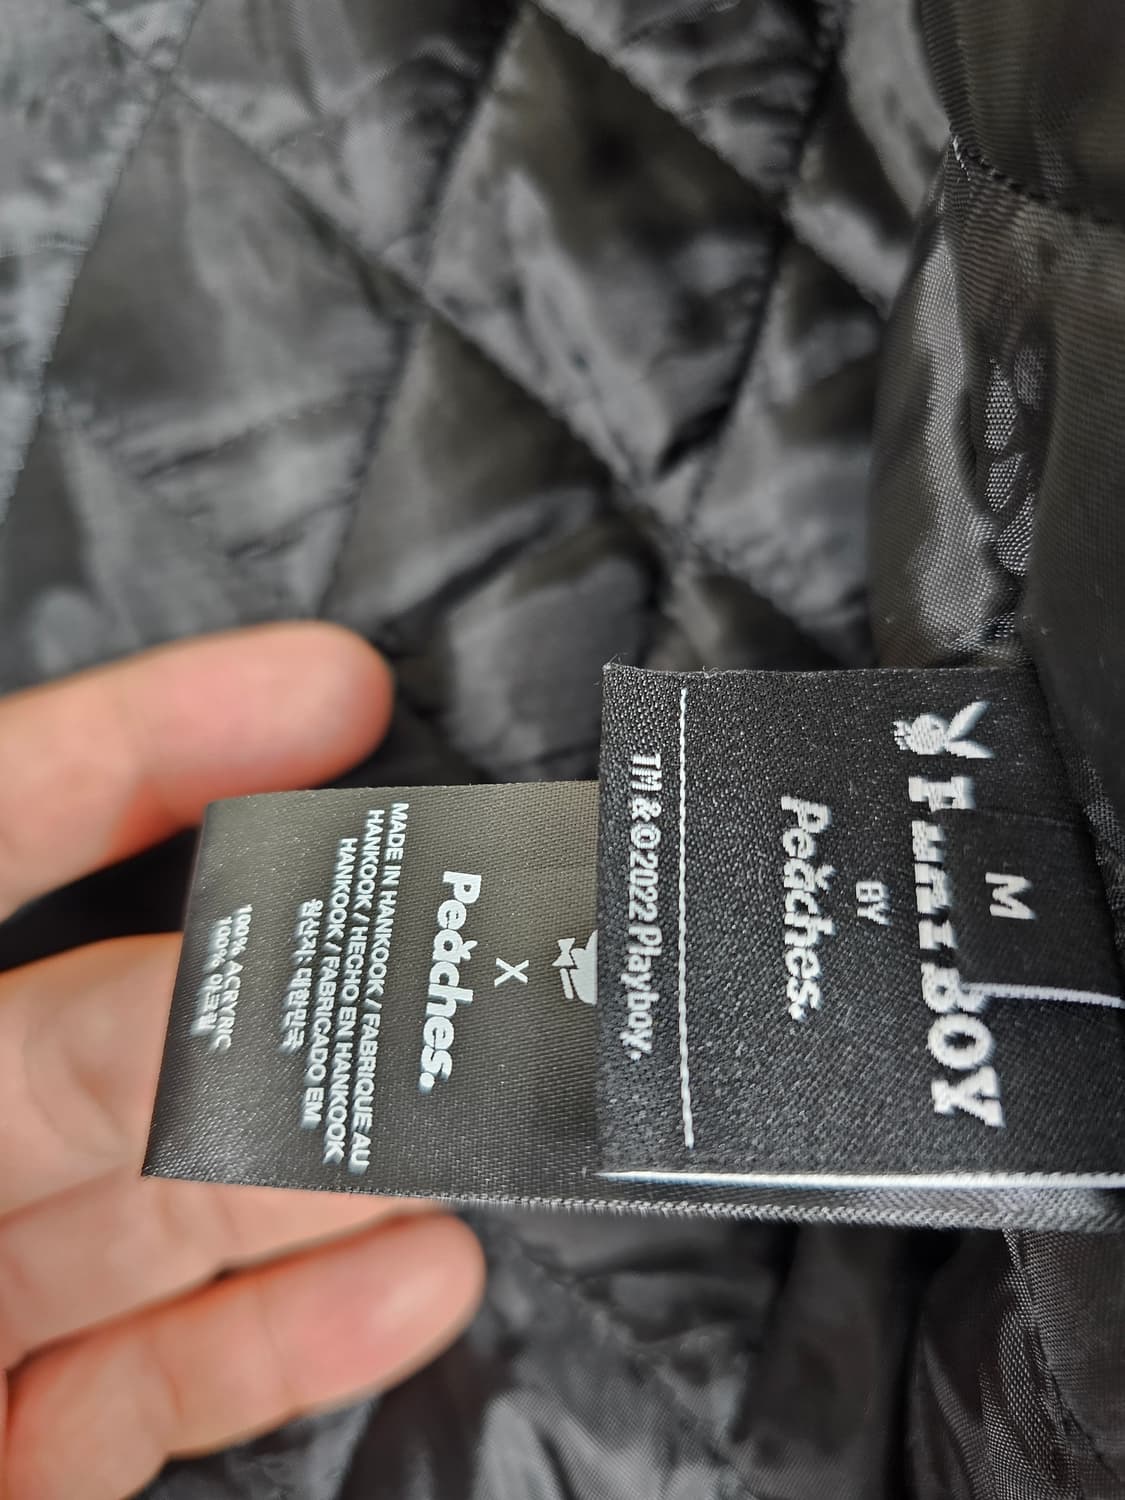 PLAYBOY
M
BY
Peaches.
TM & ©2022 Playboy.
X
Peaches.
MADE IN HANKOOK / FABRIQUE AU
HANKOOK / HECHO EN HANKOOK
HANKOOK / FABRICADO EM
원산지: 대한민국
100% ACRYRIC
100% 아크릴